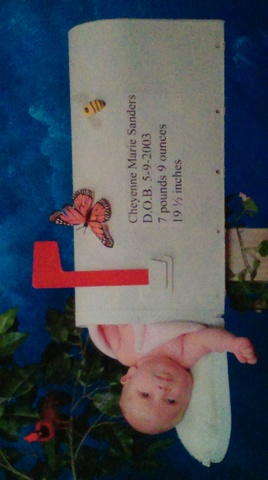 Cheyenne Marie Sanders
D.O.B. 5-9-2003
7 pounds 9 ounces
19 ½ inches